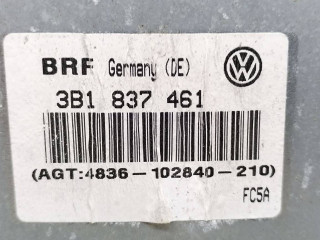 BRF Germany (DE)
3B1 837 461
(AGT:4836-102840-210)
FC5A